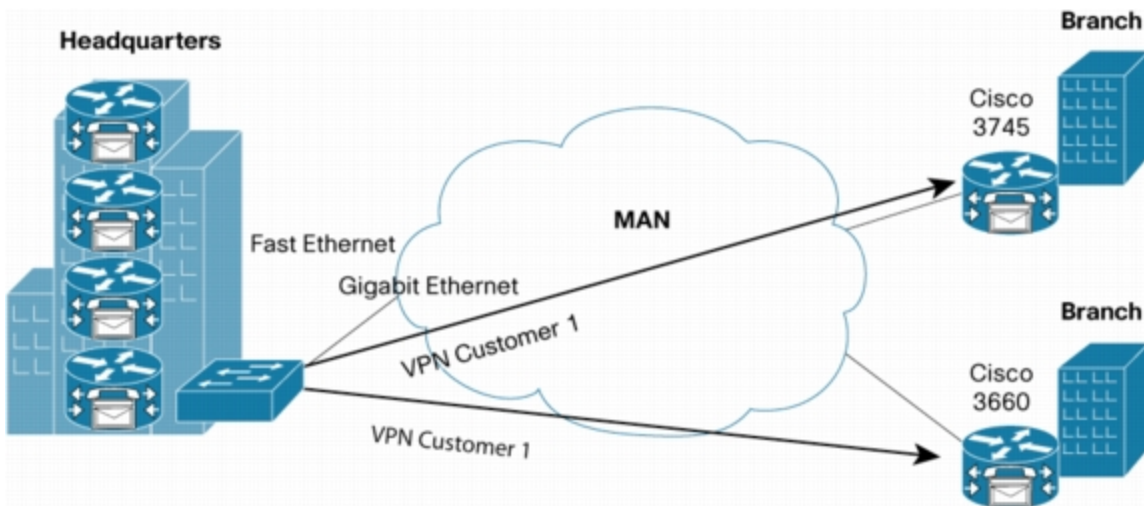 Headquarters
Branch
Cisco
3745
MAN
Fast Ethernet
Gigabit Ethernet
VPN Customer 1
Branch
Cisco
3660
VPN Customer 1